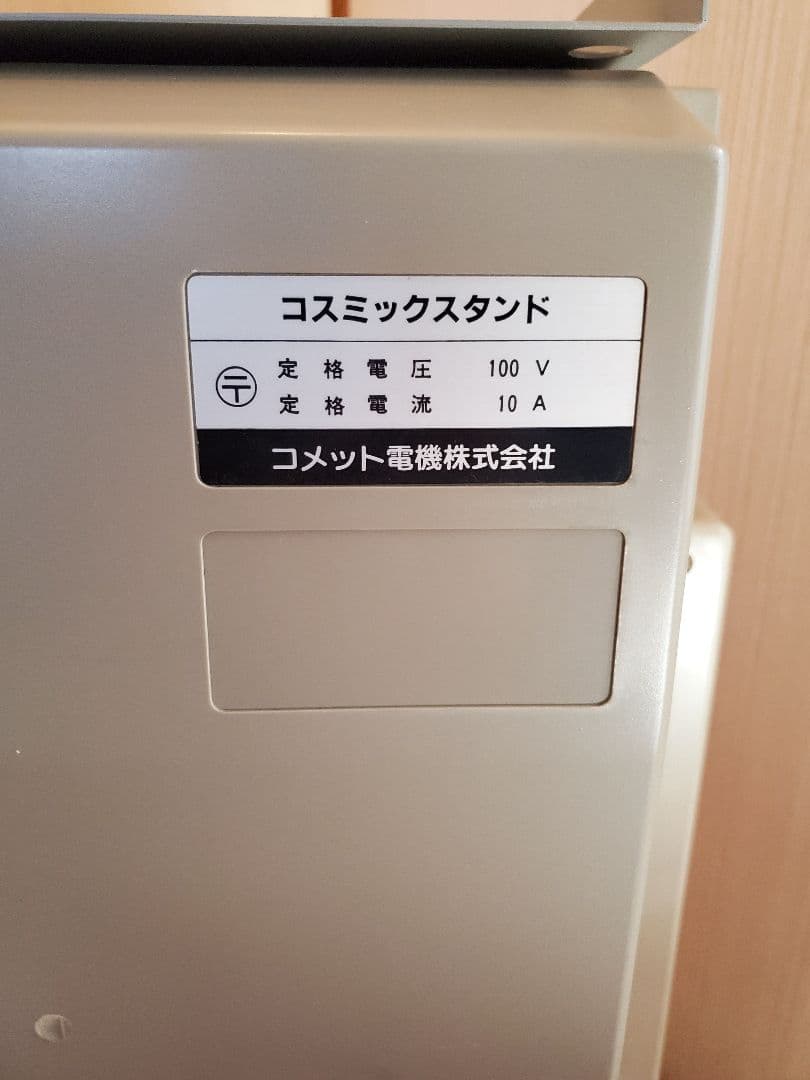 コスミックスタンド
〒 定格電圧 100 V
定格電流 10 A
コメット電機株式会社